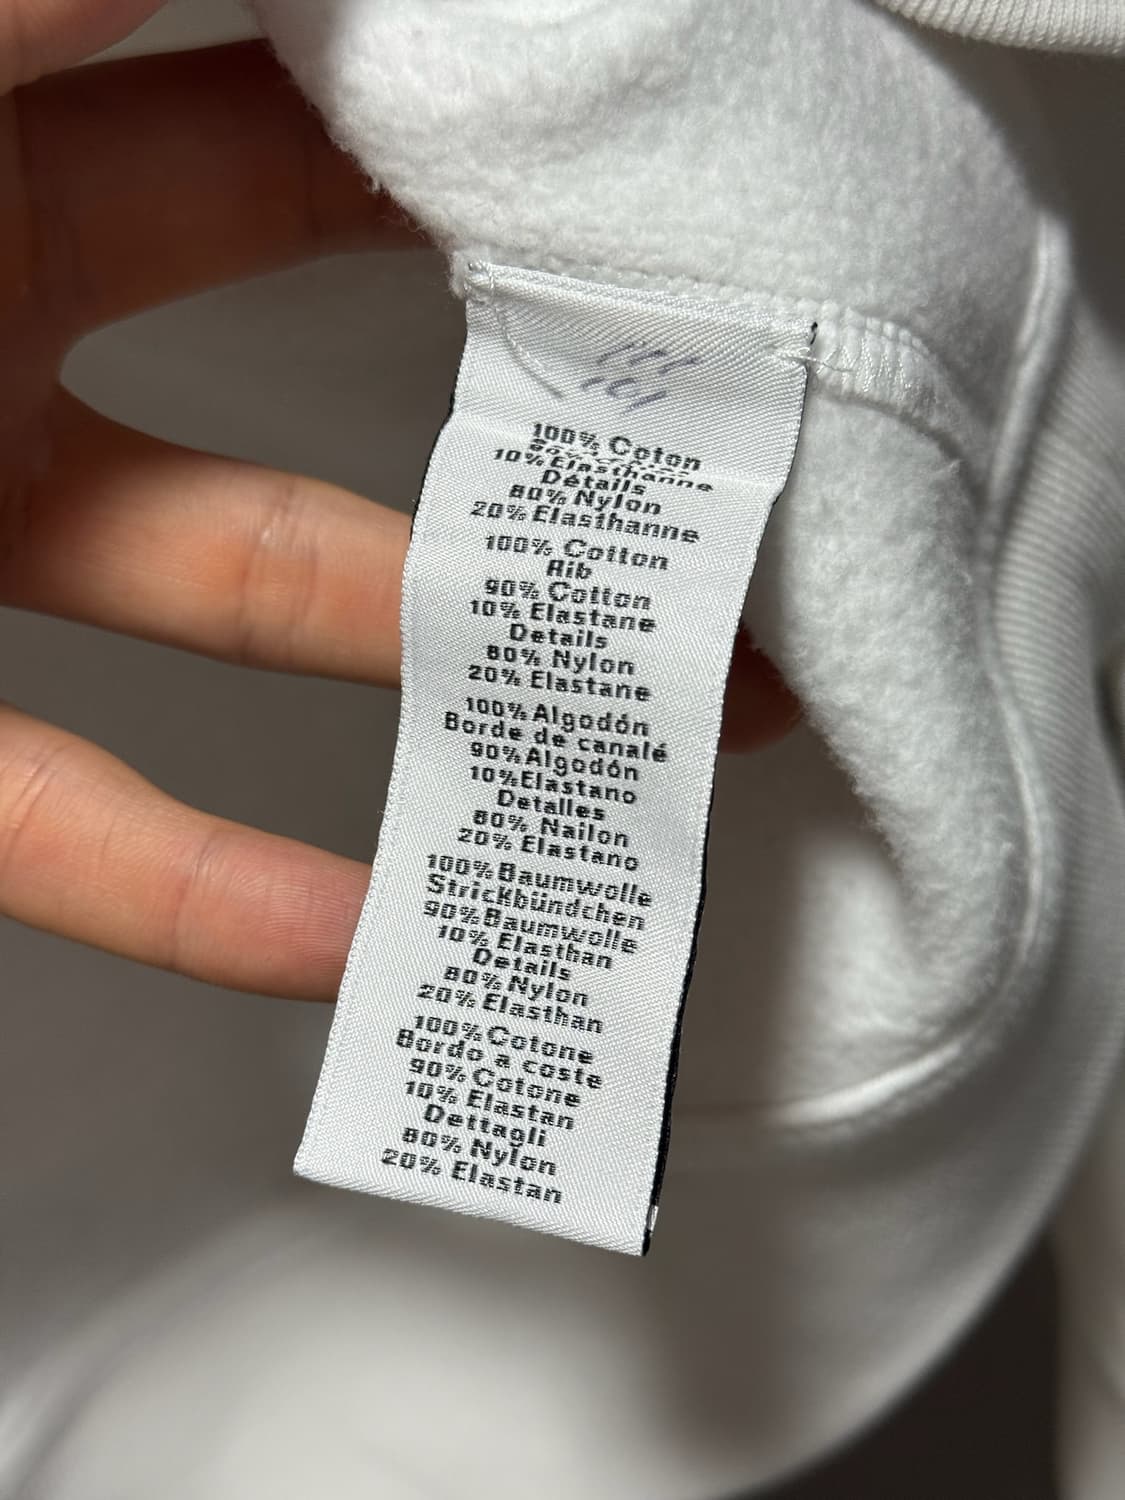 100% Coton
10% Elasthanne
Détails
80% Nylon
20% Elasthanne
100% Cotton
Rib
90% Cotton
10% Elastane
Details
80% Nylon
20% Elastane
100% Algodón
Borde de canalé
90% Algodón
10% Elastano
Detalles
80% Nailon
20% Elastano
100% Baumwolle
Strickbündchen
90% Baumwolle
10% Elasthan
Details
80% Nylon
20% Elasthan
100% Cotone
Bordo a coste
90% Cotone
10% Elastan
Dettagli
80% Nylon
20% Elastan